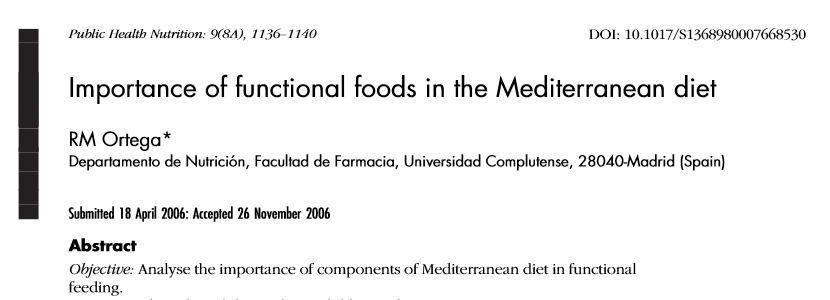 Public Health Nutrition: 9(8A), 1136–1140
DOI: 10.1017/S1368980007668530
Importance of functional foods in the Mediterranean diet
RM Ortega*
Departamento de Nutrición, Facultad de Farmacia, Universidad Complutense, 28040-Madrid (Spain)
Submitted 18 April 2006: Accepted 26 November 2006
Abstract
Objective: Analyse the importance of components of Mediterranean diet in functional
feeding.